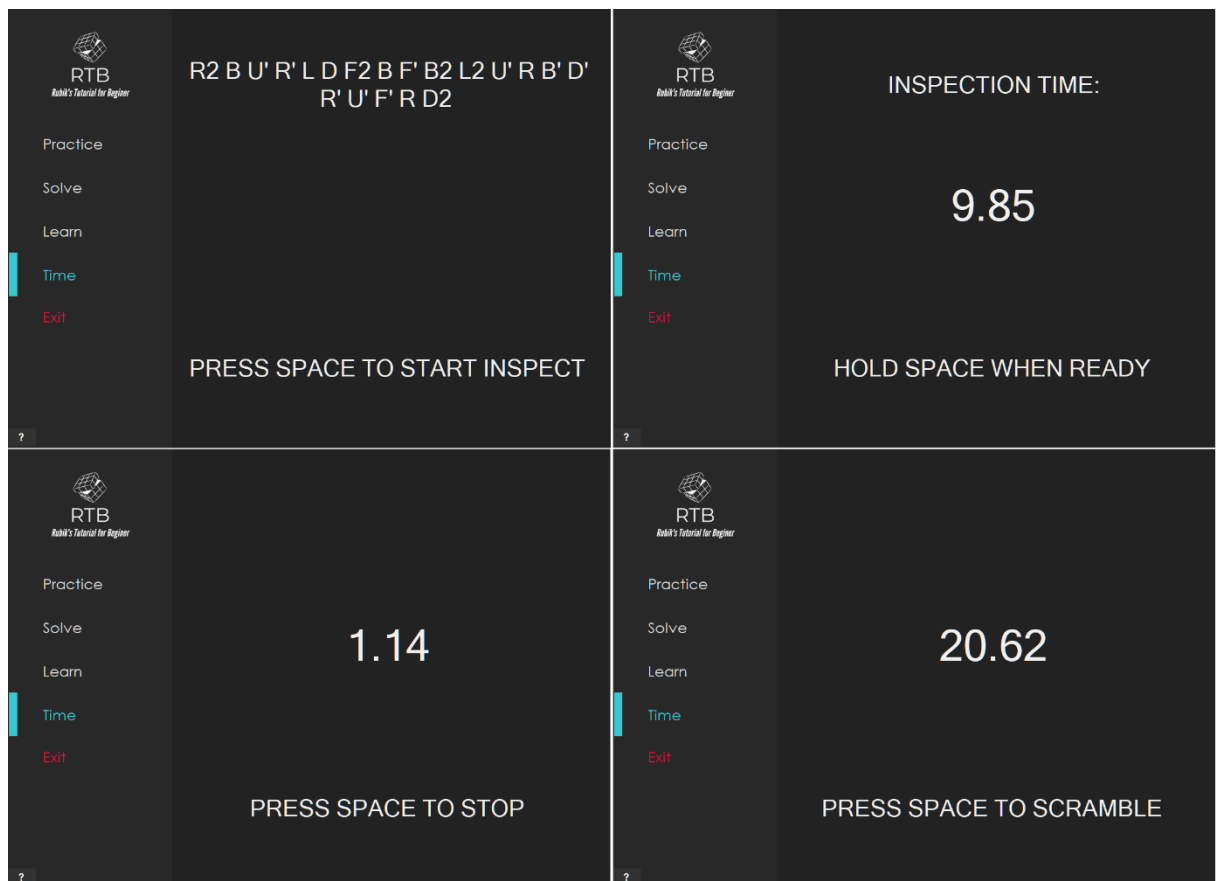 RTB
Rubik's Tutorial for Beginer
Practice
Solve
Learn
Time
Exit
?
R2 B U' R' L D F2 B F' B2 L2 U' R B' D'
R' U' F' R D2
PRESS SPACE TO START INSPECT
RTB
Rubik's Tutorial for Beginer
Practice
Solve
Learn
Time
Exit
?
INSPECTION TIME:
9.85
HOLD SPACE WHEN READY
RTB
Rubik's Tutorial for Beginer
Practice
Solve
Learn
Time
Exit
?
1.14
PRESS SPACE TO STOP
RTB
Rubik's Tutorial for Beginer
Practice
Solve
Learn
Time
Exit
?
20.62
PRESS SPACE TO SCRAMBLE